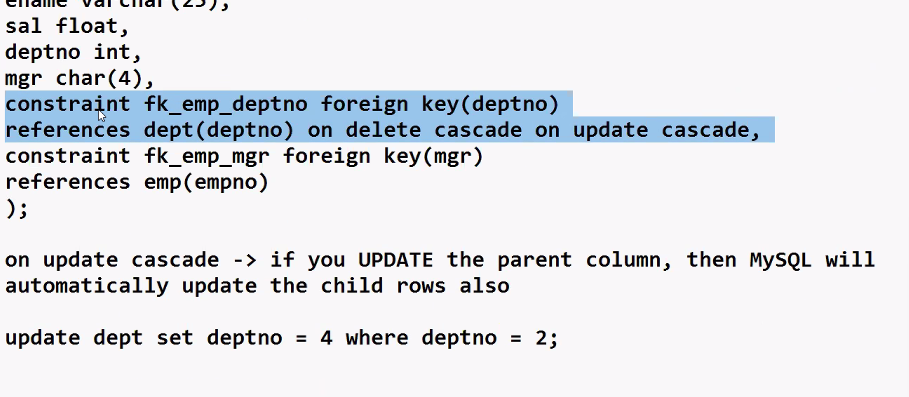 ename varchar(25),
sal float,
deptno int,
mgr char(4),
constraint fk_emp_deptno foreign key(deptno)
references dept(deptno) on delete cascade on update cascade,
constraint fk_emp_mgr foreign key(mgr)
references emp(empno)
);
on update cascade -> if you UPDATE the parent column, then MySQL will
automatically update the child rows also
update dept set deptno = 4 where deptno = 2;